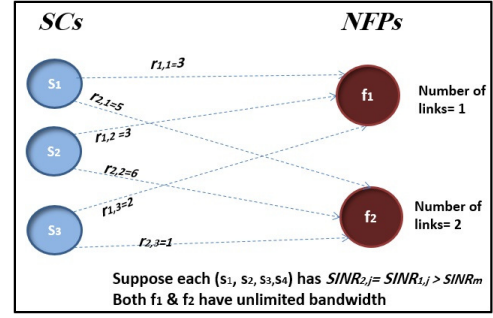 SCs NFPs
r1,1=3
S1 f1
Number of
links= 1
r2,1=5
r1,2 =3
S2
r2,2=6
f2
Number of
links= 2
r1,3=2
S3
r2,3=1
Suppose each (s1, s2, s3,s4) has SINR2,j= SINR1,j > SINRm
Both f1 & f2 have unlimited bandwidth